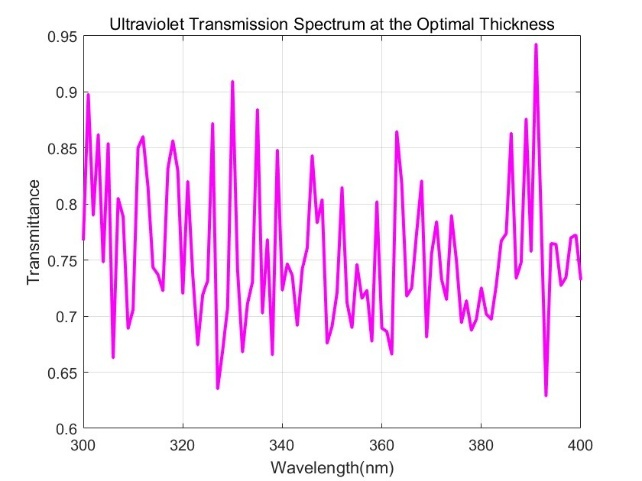 Ultraviolet Transmission Spectrum at the Optimal Thickness
0.95
0.9
0.85
0.8
0.75
0.7
0.65
0.6
Transmittance
300 320 340 360 380 400
Wavelength(nm)